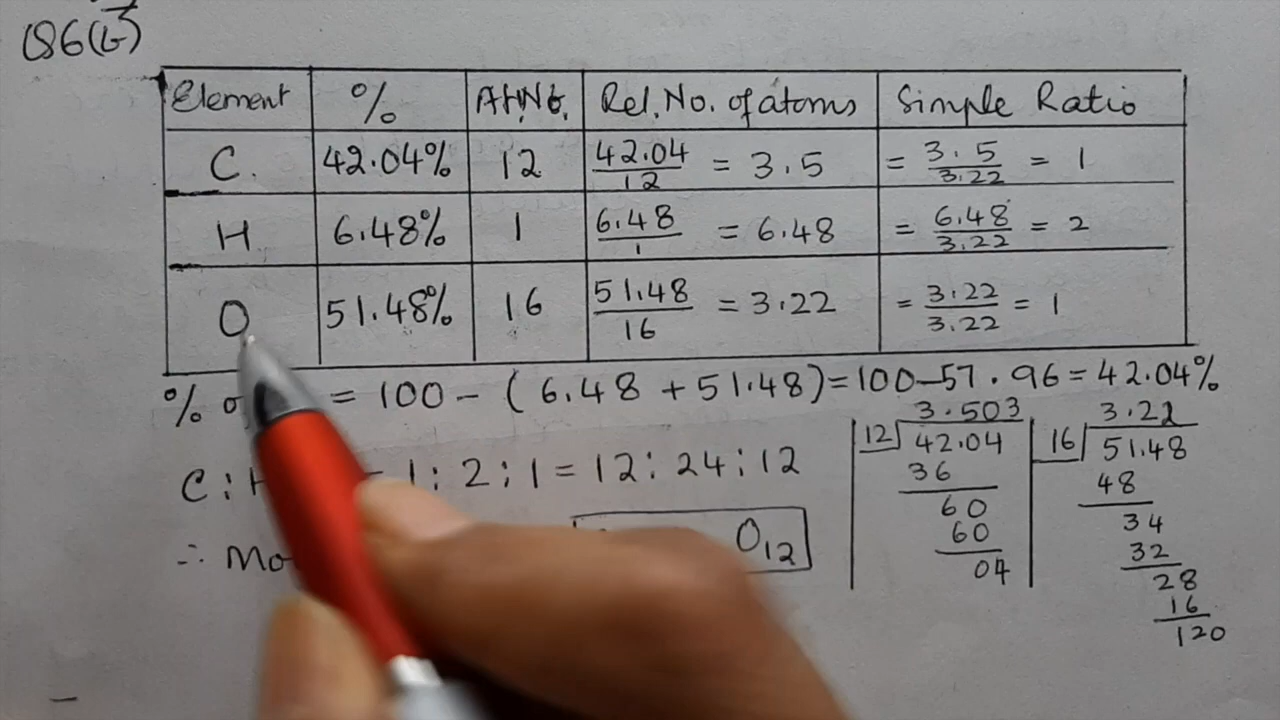 Q6(b)
Element % At.Wt. Rel. No. of atoms Simple Ratio
C. 42.04% 12 42.04/12 = 3.5 = 3.5/3.22 = 1
H 6.48% 1 6.48/1 = 6.48 = 6.48/3.22 = 2
O 51.48% 16 51.48/16 = 3.22 = 3.22/3.22 = 1
% = 100 - (6.48 + 51.48) = 100-57.96 = 42.04%
C : 1 : 2 : 1 = 12 : 24 : 12
∴ O12
3.503
12 42.04
36
60
60
04
3.22
16 51.48
48
34
32
28
16
120